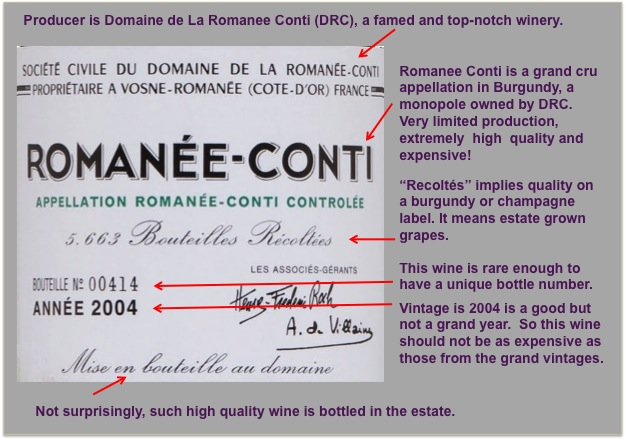 Producer is Domaine de La Romanee Conti (DRC), a famed and top-notch winery.
SOCIÉTÉ CIVILE DU DOMAINE DE LA ROMANÉE-CONTI
PROPRIÉTAIRE A VOSNE-ROMANÉE (COTE-D'OR) FRANCE
ROMANÉE-CONTI
APPELLATION ROMANÉE-CONTI CONTROLÉE
5.663 Bouteilles Récoltées
LES ASSOCIÉS-GÉRANTS
BOUTEILLE Nº 00414
ANNÉE 2004
Henry-Frédéric Roch
A. de Villaine
Mise en bouteille au domaine
Romanee Conti is a grand cru
appellation in Burgundy, a
monopole owned by DRC.
Very limited production,
extremely high quality and
expensive!
“Recoltés” implies quality on
a burgundy or champagne
label. It means estate grown
grapes.
This wine is rare enough to
have a unique bottle number.
Vintage is 2004 is a good but
not a grand year. So this wine
should not be as expensive as
those from the grand vintages.
Not surprisingly, such high quality wine is bottled in the estate.